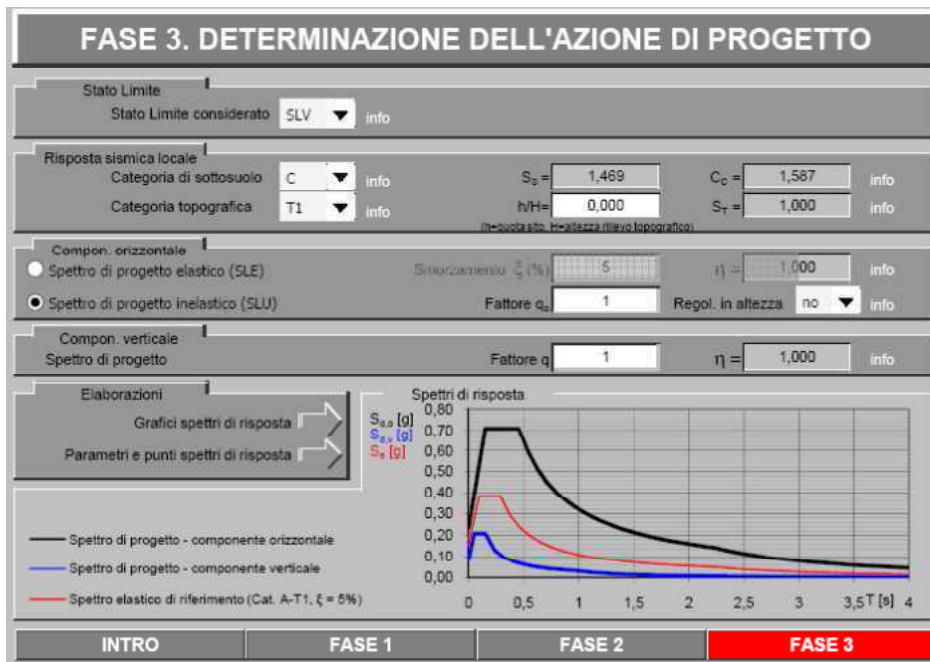 FASE 3. DETERMINAZIONE DELL'AZIONE DI PROGETTO
Stato Limite
Stato Limite considerato SLV info
Risposta sismica locale
Categoria di sottosuolo C info S_S = 1,469 C_C = 1,587 info
Categoria topografica T1 info h/H= 0,000 S_T = 1,000 info
(h=quota sito, H=altezza rilievo topografico)
Compon. orizzontale
Spettro di progetto elastico (SLE) Smorzamento ξ (%) 5 η = 1,000 info
Spettro di progetto inelastico (SLU) Fattore q_o 1 Regol. in altezza no info
Compon. verticale
Spettro di progetto Fattore q 1 η = 1,000 info
Elaborazioni
Grafici spettri di risposta
Parametri e punti spettri di risposta
Spettri di risposta
S_d,o [g]
S_d,v [g]
S_e [g]
0,80
0,70
0,60
0,50
0,40
0,30
0,20
0,10
0,00
0 0,5 1 1,5 2 2,5 3 3,5 T [s] 4
Spettro di progetto - componente orizzontale
Spettro di progetto - componente verticale
Spettro elastico di riferimento (Cat. A-T1, ξ = 5%)
INTRO FASE 1 FASE 2 FASE 3